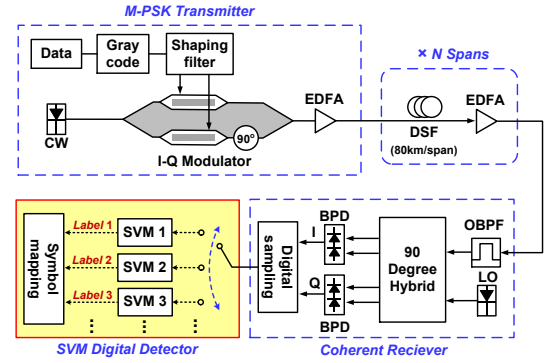 M-PSK Transmitter
Data
Gray
code
Shaping
filter
CW
90o
I-Q Modulator
EDFA
× N Spans
DSF
(80km/span)
EDFA
Symbol
mapping
Label 1
SVM 1
Label 2
SVM 2
Label 3
SVM 3
SVM Digital Detector
Digital
sampling
I
BPD
Q
BPD
90
Degree
Hybrid
OBPF
LO
Coherent Reciever